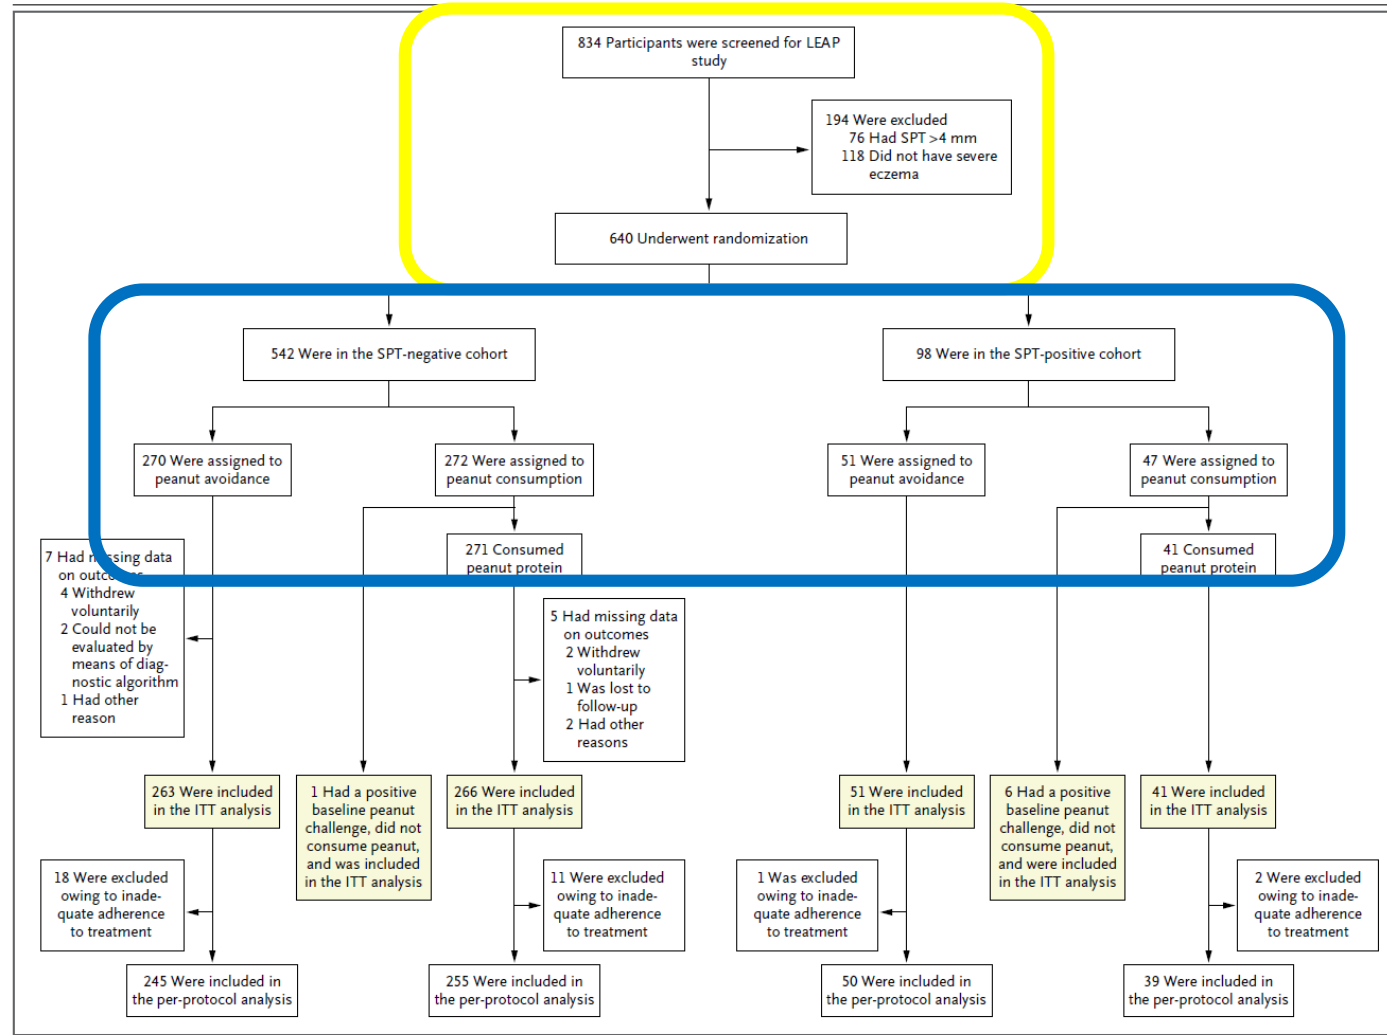 834 Participants were screened for LEAP
study
194 Were excluded
76 Had SPT >4 mm
118 Did not have severe
eczema
640 Underwent randomization
542 Were in the SPT-negative cohort
98 Were in the SPT-positive cohort
270 Were assigned to
peanut avoidance
272 Were assigned to
peanut consumption
51 Were assigned to
peanut avoidance
47 Were assigned to
peanut consumption
271 Consumed
peanut protein
41 Consumed
peanut protein
7 Had missing data
on outcomes
4 Withdrew
voluntarily
2 Could not be
evaluated by
means of diag-
nostic algorithm
1 Had other
reason
5 Had missing data
on outcomes
2 Withdrew
voluntarily
1 Was lost to
follow-up
2 Had other
reasons
263 Were included
in the ITT analysis
1 Had a positive
baseline peanut
challenge, did not
consume peanut,
and was included
in the ITT analysis
266 Were included
in the ITT analysis
51 Were included
in the ITT analysis
6 Had a positive
baseline peanut
challenge, did not
consume peanut,
and were included
in the ITT analysis
41 Were included
in the ITT analysis
18 Were excluded
owing to inade-
quate adherence
to treatment
11 Were excluded
owing to inade-
quate adherence
to treatment
1 Was excluded
owing to inade-
quate adherence
to treatment
2 Were excluded
owing to inade-
quate adherence
to treatment
245 Were included in
the per-protocol analysis
255 Were included in
the per-protocol analysis
50 Were included in
the per-protocol analysis
39 Were included in
the per-protocol analysis